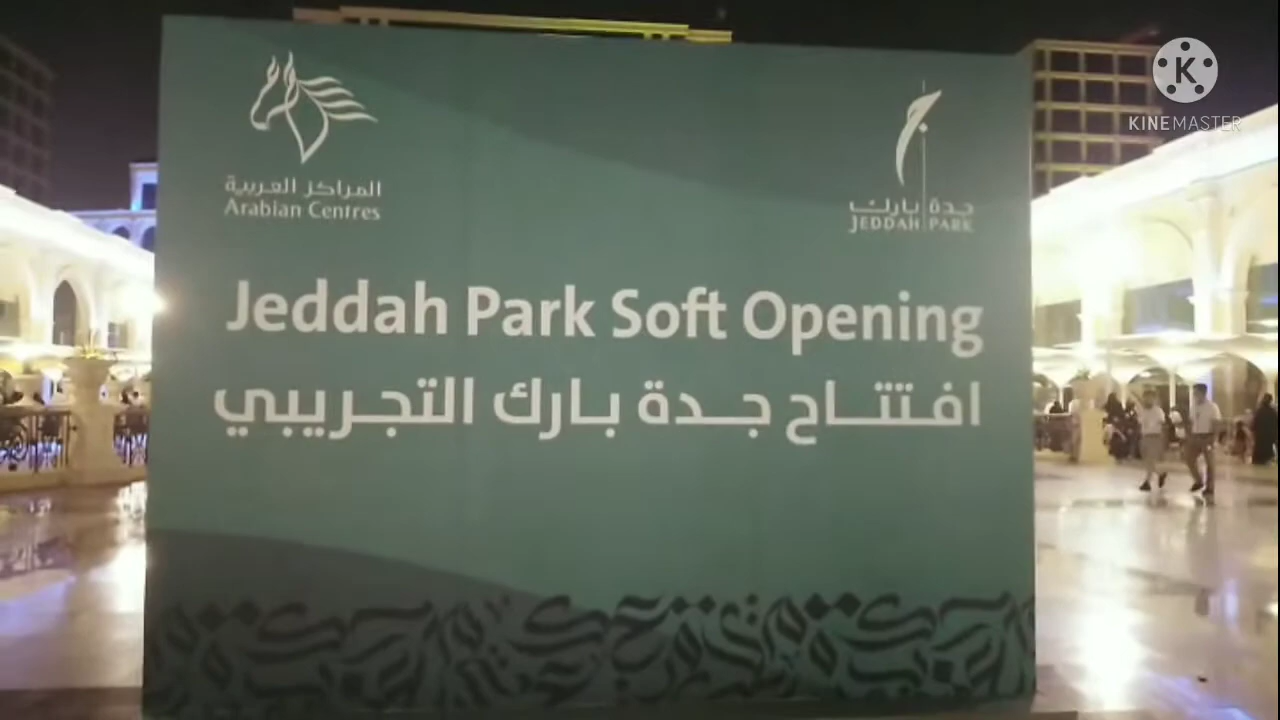 المراكز العربية
Arabian Centres
جدة بارك
JEDDAH PARK
K
KINEMASTER
Jeddah Park Soft Opening
افتتاح جدة بارك التجريبي